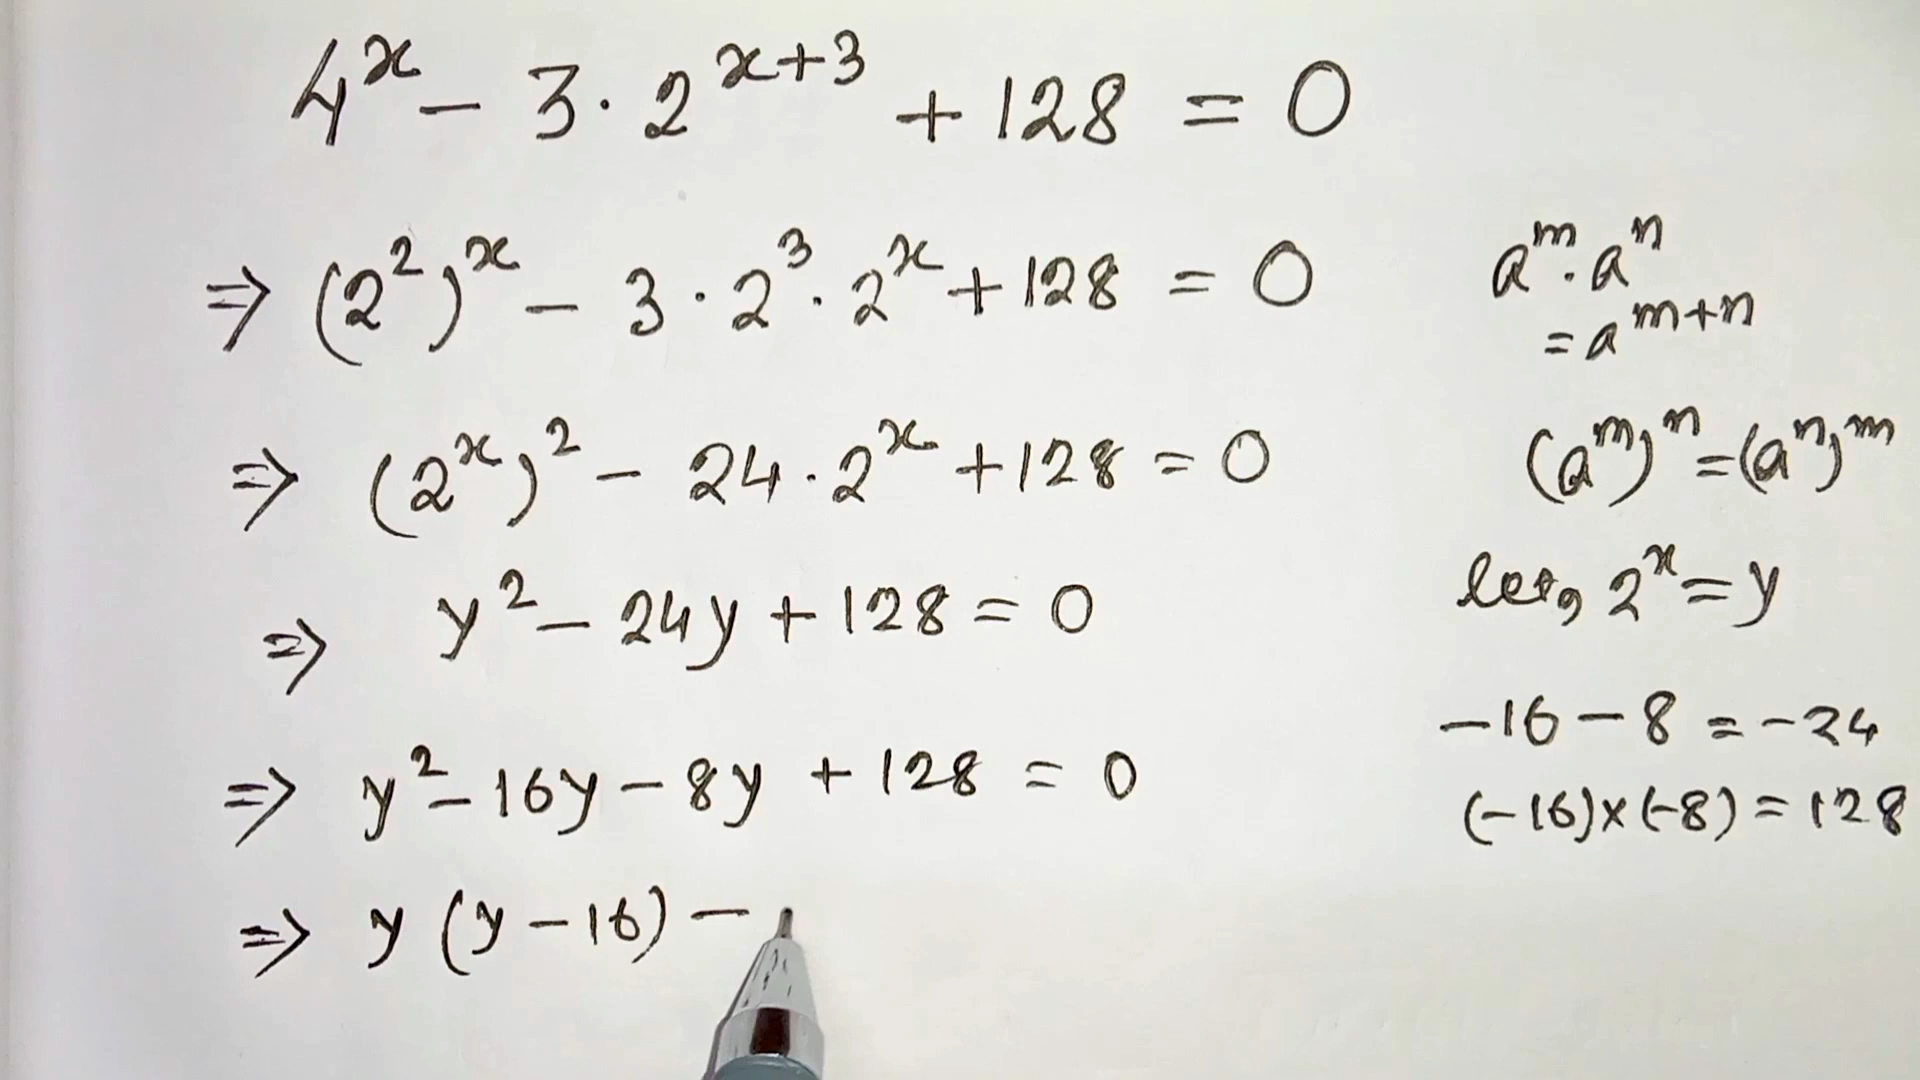 4^x - 3 · 2^(x+3) + 128 = 0
⇒ (2^2)^x - 3 · 2^3 · 2^x + 128 = 0
a^m · a^n
= a^(m+n)
⇒ (2^x)^2 - 24 · 2^x + 128 = 0
(a^m)^n = (a^n)^m
let, 2^x = y
⇒ y^2 - 24y + 128 = 0
-16 - 8 = -24
⇒ y^2 - 16y - 8y + 128 = 0
(-16) × (-8) = 128
⇒ y (y - 16) -